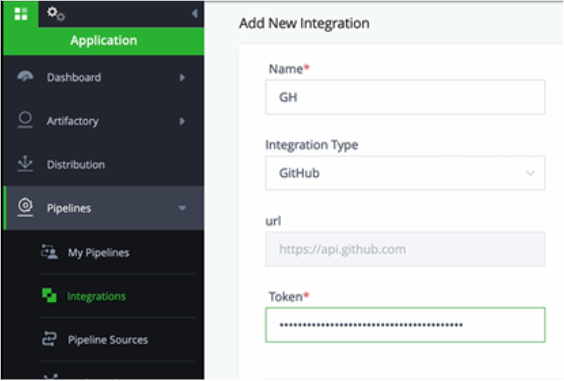 Application
Dashboard
Artifactory
Distribution
Pipelines
My Pipelines
Integrations
Pipeline Sources
Add New Integration
Name*
GH
Integration Type
GitHub
url
https://api.github.com
Token*
••••••••••••••••••••••••••••••••••••••••